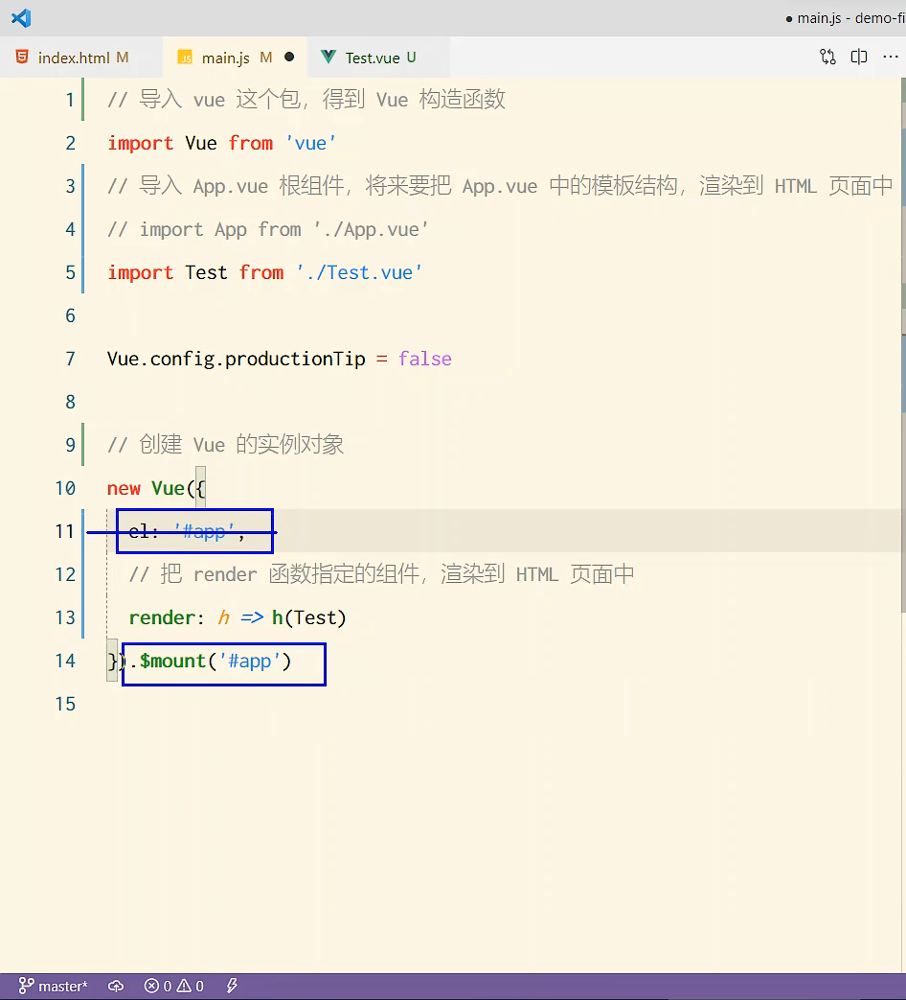 ● main.js - demo-fi
index.html M
JS main.js M ●
Test.vue U
···
1 // 导入 vue 这个包，得到 Vue 构造函数
2 import Vue from 'vue'
3 // 导入 App.vue 根组件，将来要把 App.vue 中的模板结构，渲染到 HTML 页面中
4 // import App from './App.vue'
5 import Test from './Test.vue'
6
7 Vue.config.productionTip = false
8
9 // 创建 Vue 的实例对象
10 new Vue({
11 el: '#app',
12 // 把 render 函数指定的组件，渲染到 HTML 页面中
13 render: h => h(Test)
14 }).$mount('#app')
15
master* 0 0